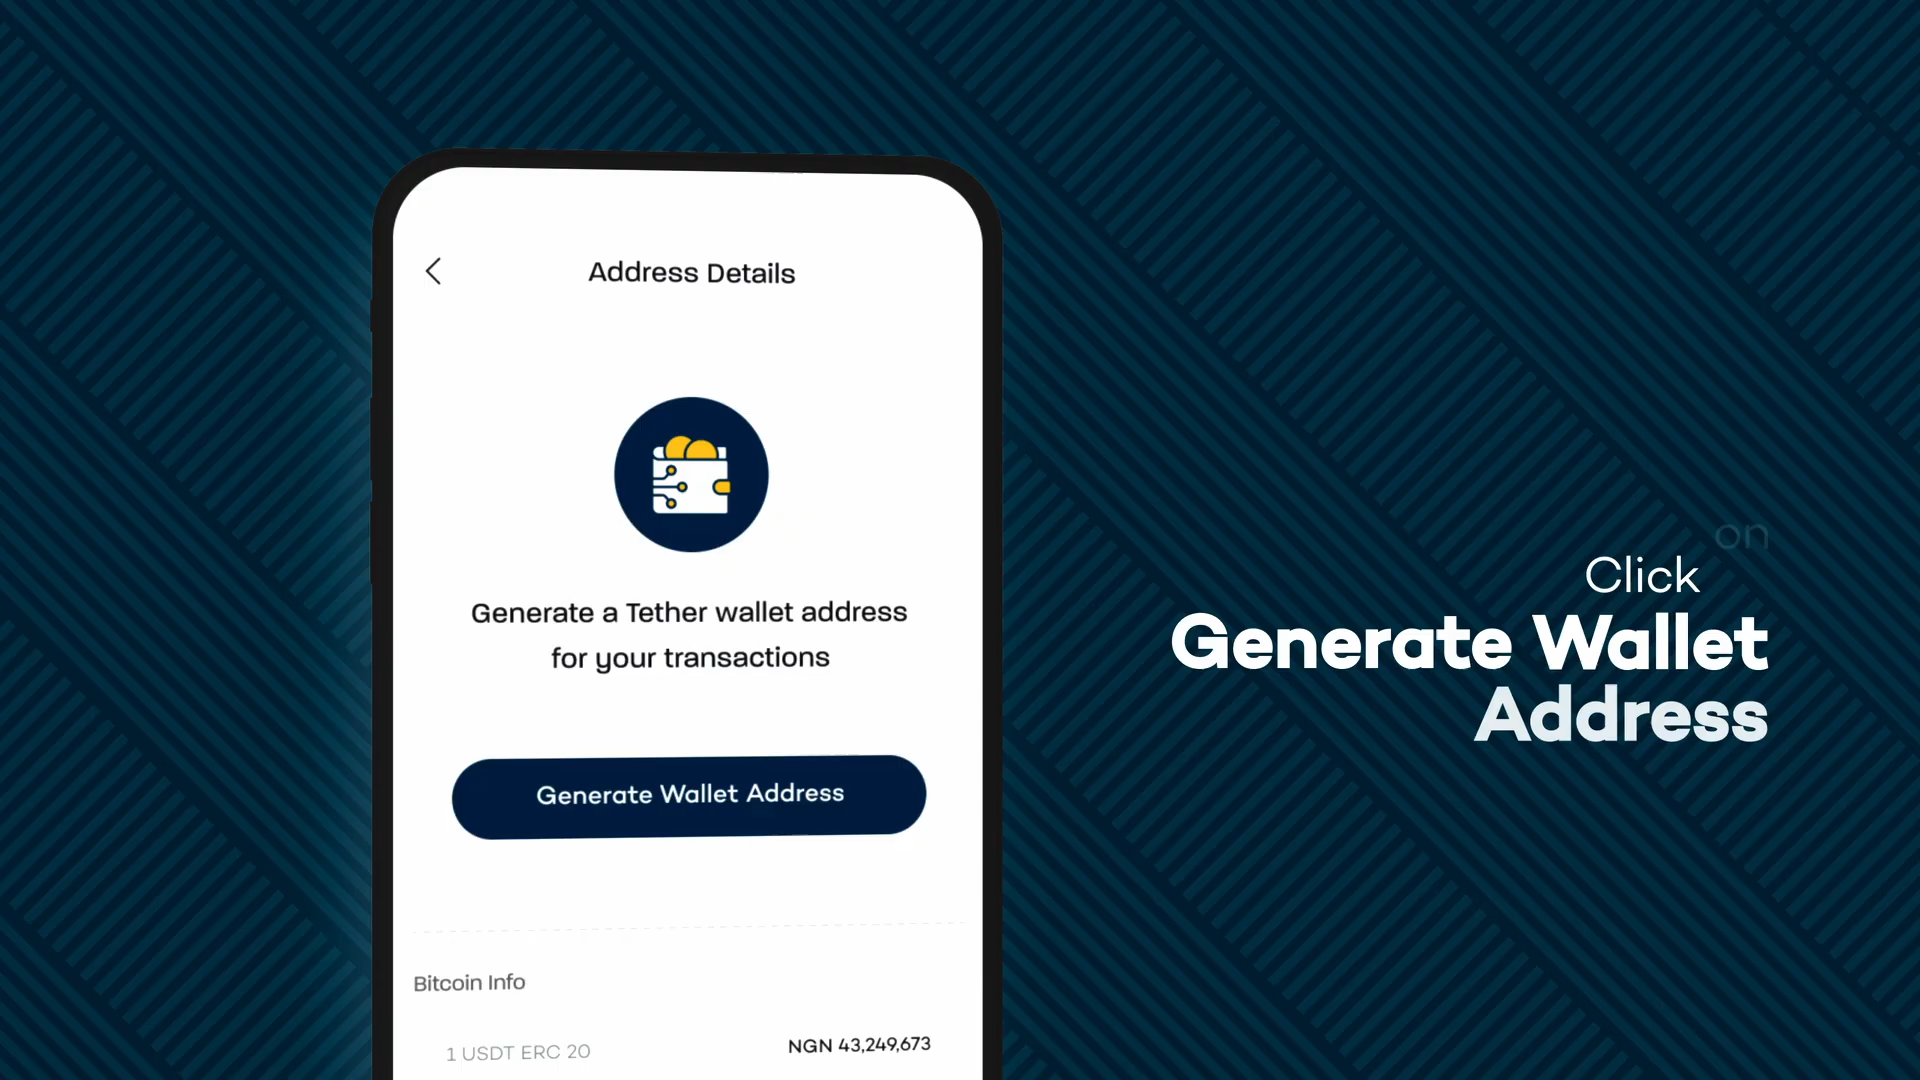 Address Details
Generate a Tether wallet address
for your transactions
Generate Wallet Address
Bitcoin Info
1 USDT ERC 20
NGN 43,249,673
Click on
Generate Wallet
Address